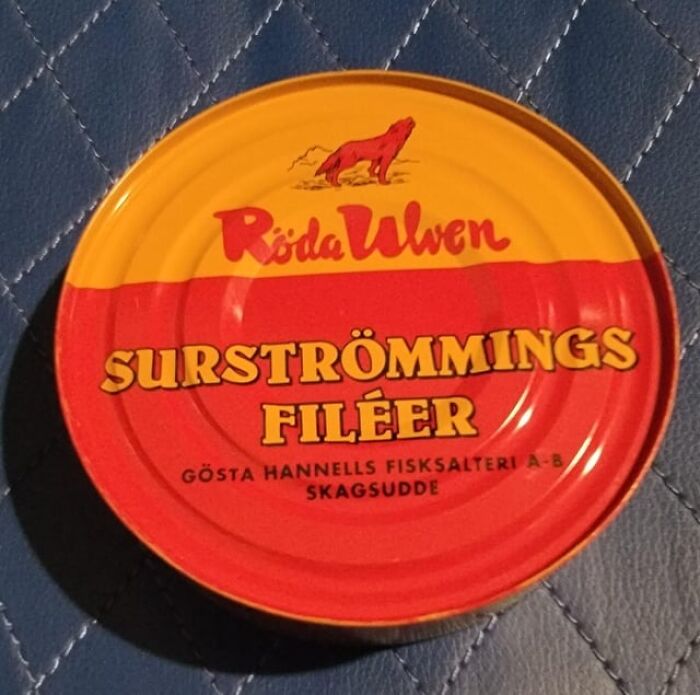 Röda Ulven
SURSTRÖMMINGS
FILÉER
GÖSTA HANNELLS FISKSALTERI A-B
SKAGSUDDE